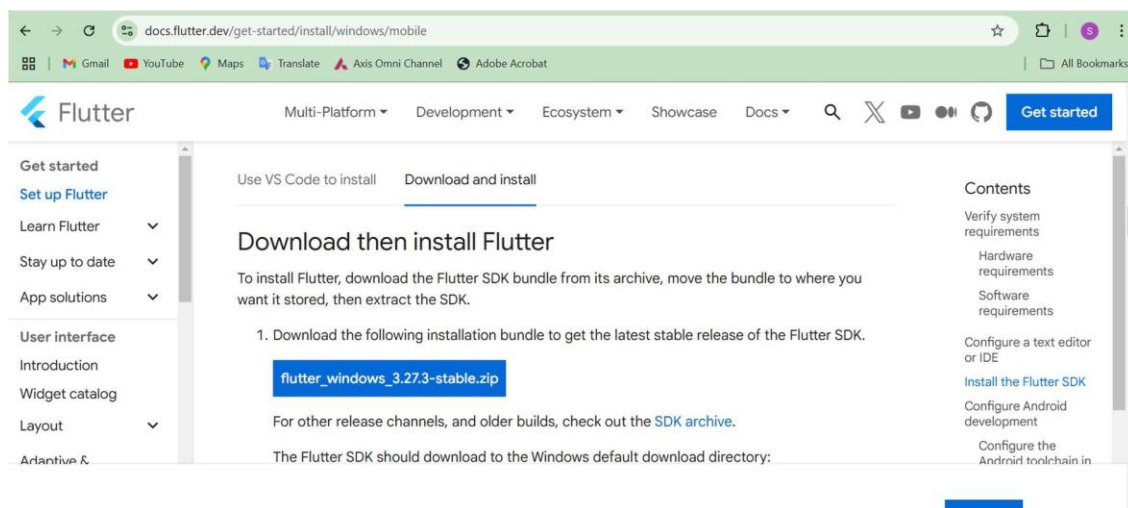 docs.flutter.dev/get-started/install/windows/mobile
Gmail YouTube Maps Translate Axis Omni Channel Adobe Acrobat All Bookmarks
S
Flutter Multi-Platform Development Ecosystem Showcase Docs Get started
Get started
Set up Flutter
Learn Flutter
Stay up to date
App solutions
User interface
Introduction
Widget catalog
Layout
Adaptive &
Use VS Code to install Download and install
Download then install Flutter
To install Flutter, download the Flutter SDK bundle from its archive, move the bundle to where you
want it stored, then extract the SDK.
1. Download the following installation bundle to get the latest stable release of the Flutter SDK.
flutter_windows_3.27.3-stable.zip
For other release channels, and older builds, check out the SDK archive.
The Flutter SDK should download to the Windows default download directory:
Contents
Verify system
requirements
Hardware
requirements
Software
requirements
Configure a text editor
or IDE
Install the Flutter SDK
Configure Android
development
Configure the
Android toolchain in